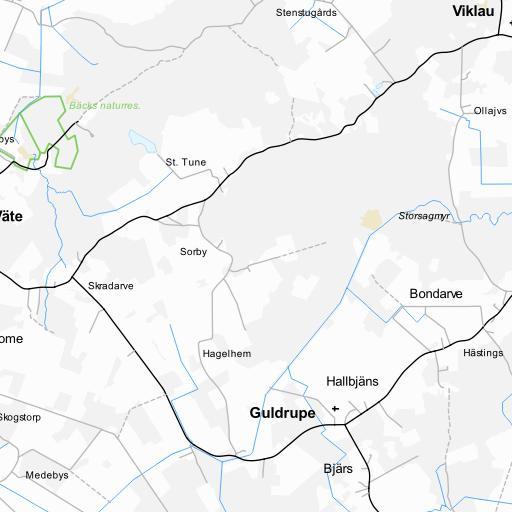 Stenstugårds
Viklau
Bäcks naturres.
Ollajvs
bys
St. Tune
Väte
Storsagmyr
Sorby
Skradarve
Bondarve
ome
Hagelhem
Hästings
Hallbjäns
Guldrupe
Skogstorp
Bjärs
Medebys